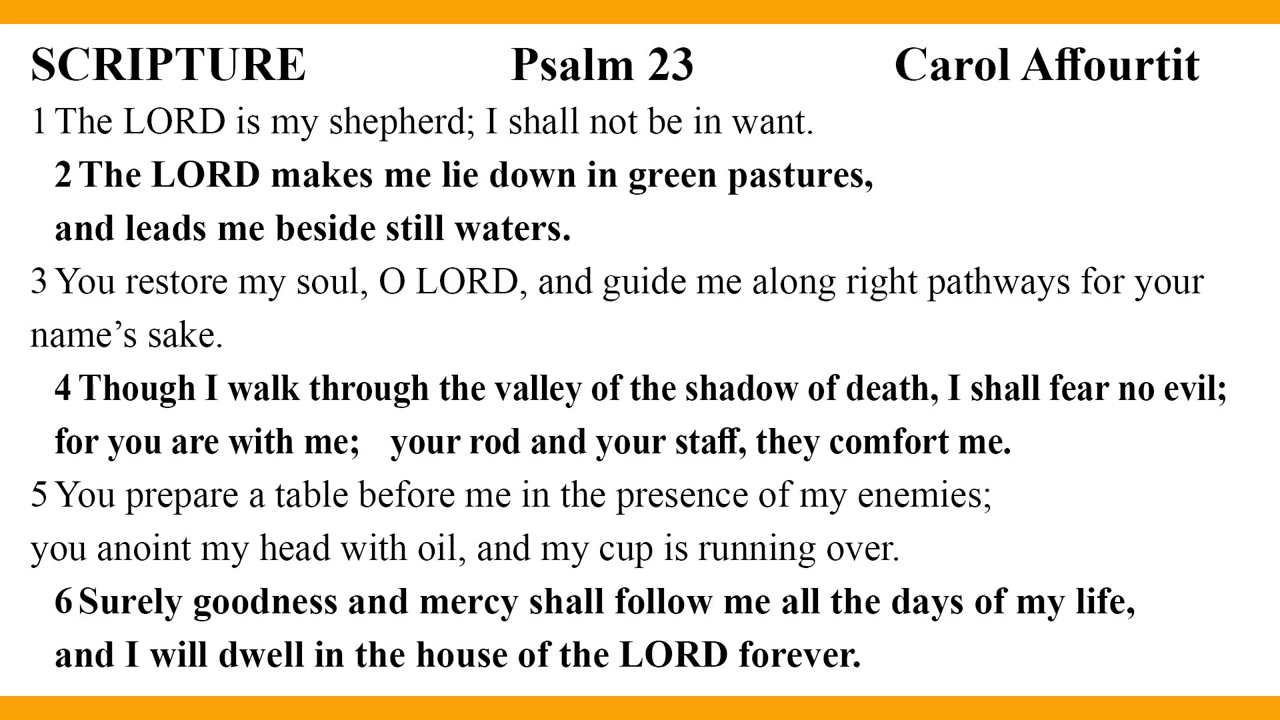 SCRIPTURE Psalm 23 Carol Affourtit
1 The LORD is my shepherd; I shall not be in want.
2 The LORD makes me lie down in green pastures,
and leads me beside still waters.
3 You restore my soul, O LORD, and guide me along right pathways for your
name’s sake.
4 Though I walk through the valley of the shadow of death, I shall fear no evil;
for you are with me; your rod and your staff, they comfort me.
5 You prepare a table before me in the presence of my enemies;
you anoint my head with oil, and my cup is running over.
6 Surely goodness and mercy shall follow me all the days of my life,
and I will dwell in the house of the LORD forever.